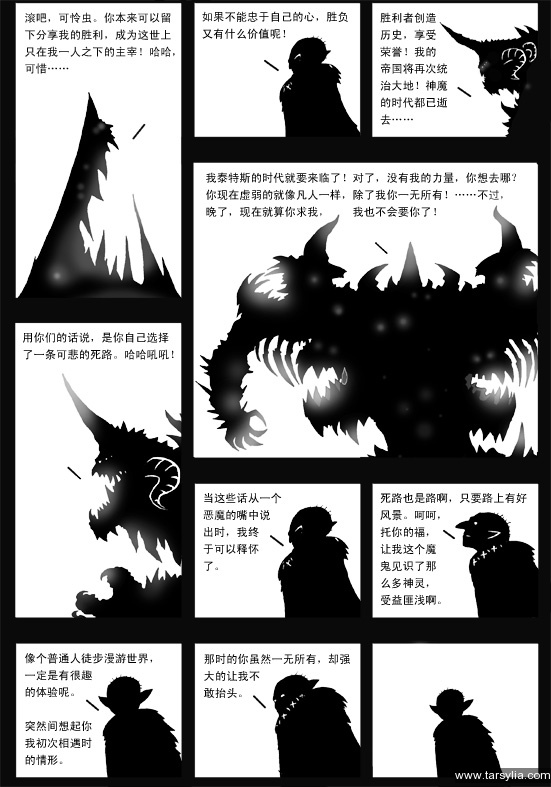 滚吧，可怜虫。你本来可以留
下分享我的胜利，成为这世上
只在我一人之下的主宰！哈哈，
可惜……
如果不能忠于自己的心，胜负
又有什么价值呢！
胜利者创造
历史，享受
荣誉！我的
帝国将再次统
治大地！神魔
的时代都已逝
去……
我泰特斯的时代就要来临了！对了，没有我的力量，你想去哪？
你现在虚弱的就像凡人一样，除了我你一无所有！……不过，
晚了，现在就算你求我，我也不会要你了！
用你们的话说，是你自己选择
了一条可悲的死路。哈哈吼吼！
当这些话从一个
恶魔的嘴中说
出时，我终
于可以释怀
了。
死路也是路啊，只要路上有好
风景。呵呵，
托你的福，
让我这个魔
鬼见识了那
么多神灵，
受益匪浅啊。
像个普通人徒步漫游世界，
一定是有很趣
的体验呢。
突然间想起你
我初次相遇时
的情形。
那时的你虽然一无所有，却强
大的让我不
敢抬头。
www.tarsylia.com